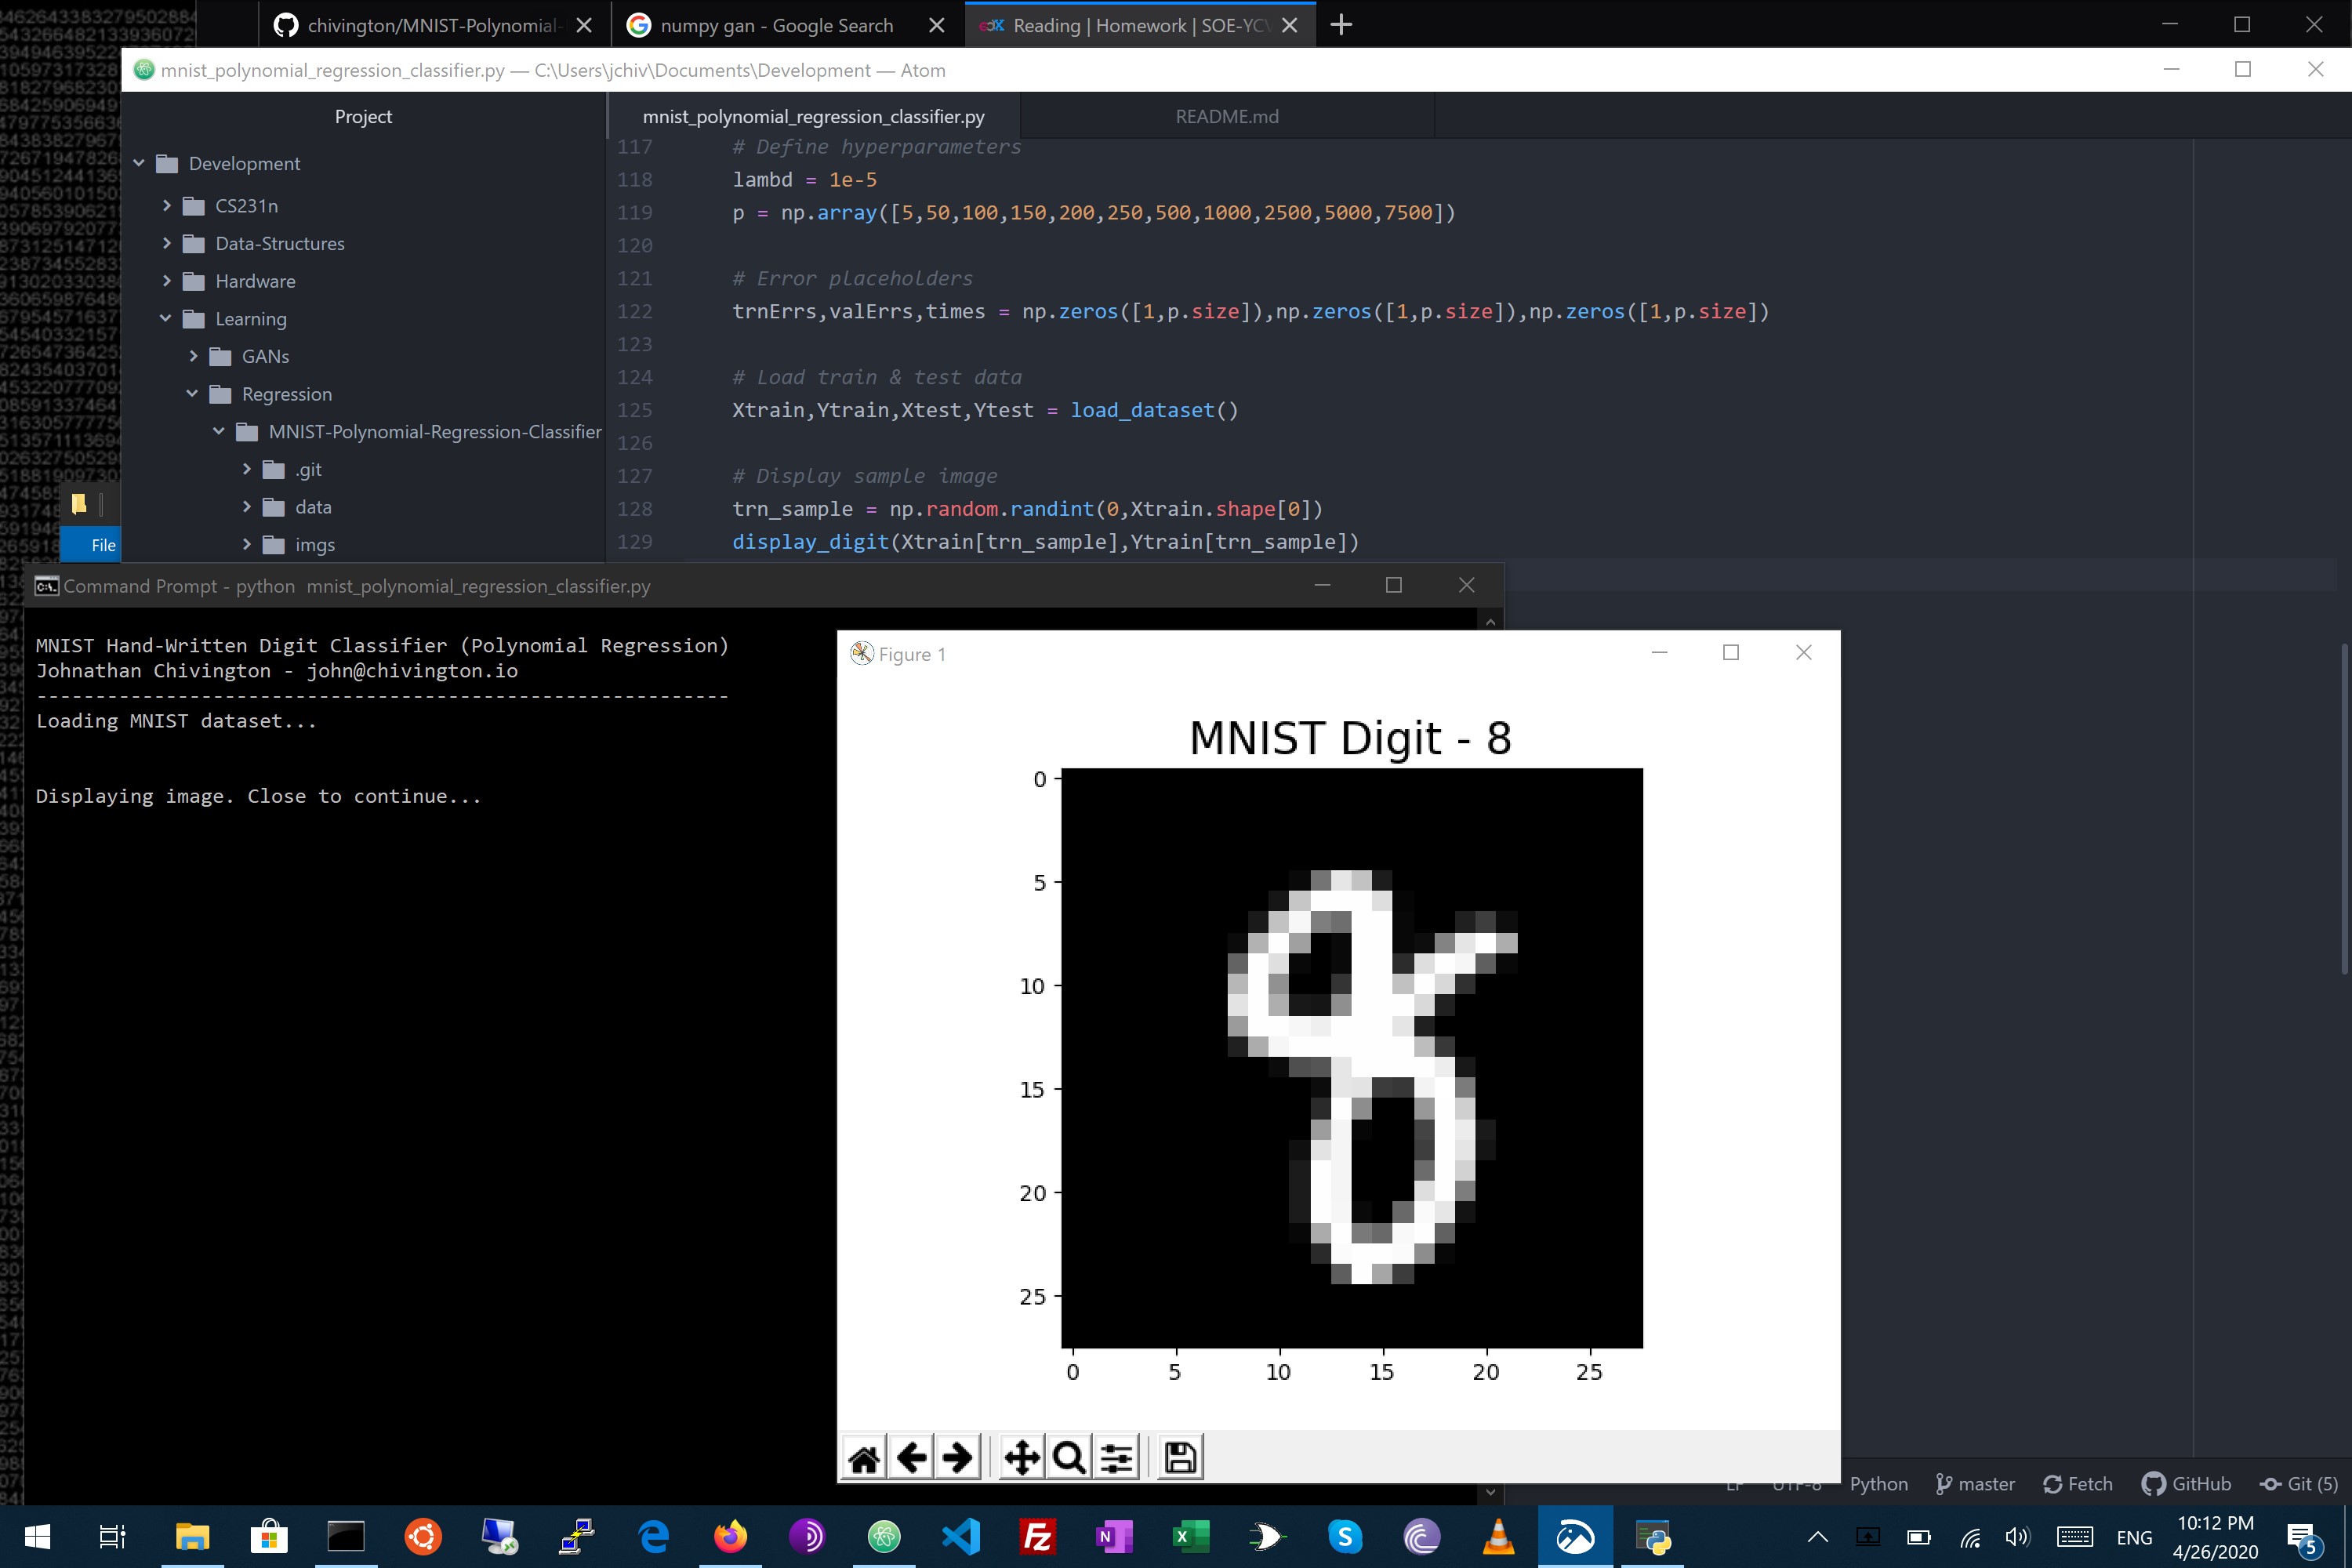 chivington/MNIST-Polynomial-
numpy gan - Google Search
edX Reading | Homework | SOE-YCV
mnist_polynomial_regression_classifier.py — C:\Users\jchiv\Documents\Development — Atom
Project
Development
CS231n
Data-Structures
Hardware
Learning
GANs
Regression
MNIST-Polynomial-Regression-Classifier
.git
data
imgs
File
mnist_polynomial_regression_classifier.py
README.md
117 # Define hyperparameters
118 lambd = 1e-5
119 p = np.array([5,50,100,150,200,250,500,1000,2500,5000,7500])
120
121 # Error placeholders
122 trnErrs,valErrs,times = np.zeros([1,p.size]),np.zeros([1,p.size]),np.zeros([1,p.size])
123
124 # Load train & test data
125 Xtrain,Ytrain,Xtest,Ytest = load_dataset()
126
127 # Display sample image
128 trn_sample = np.random.randint(0,Xtrain.shape[0])
129 display_digit(Xtrain[trn_sample],Ytrain[trn_sample])
Command Prompt - python mnist_polynomial_regression_classifier.py
MNIST Hand-Written Digit Classifier (Polynomial Regression)
Johnathan Chivington - john@chivington.io
-----------------------------------------------------------
Loading MNIST dataset...
Displaying image. Close to continue...
Figure 1
MNIST Digit - 8
0
5
10
15
20
25
0 5 10 15 20 25
LF UTF-8 Python master Fetch GitHub Git (5)
ENG
10:12 PM
4/26/2020
5